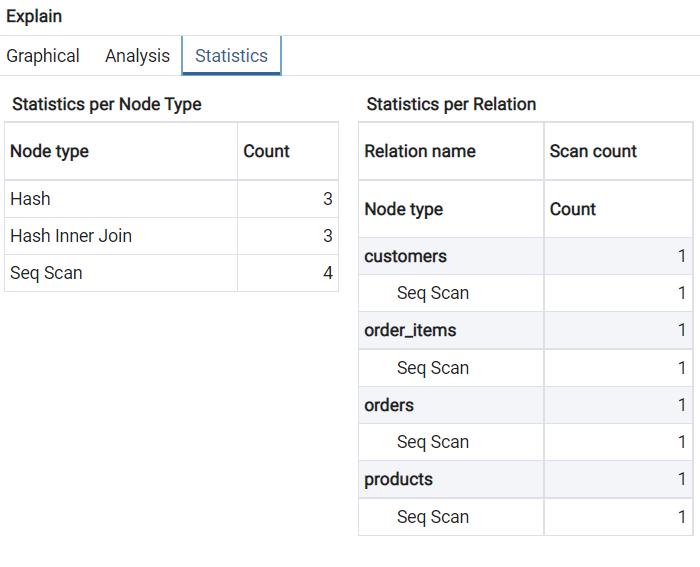 Explain
Graphical Analysis Statistics
Statistics per Node Type
Node type Count
Hash 3
Hash Inner Join 3
Seq Scan 4
Statistics per Relation
Relation name Scan count
Node type Count
customers 1
Seq Scan 1
order_items 1
Seq Scan 1
orders 1
Seq Scan 1
products 1
Seq Scan 1